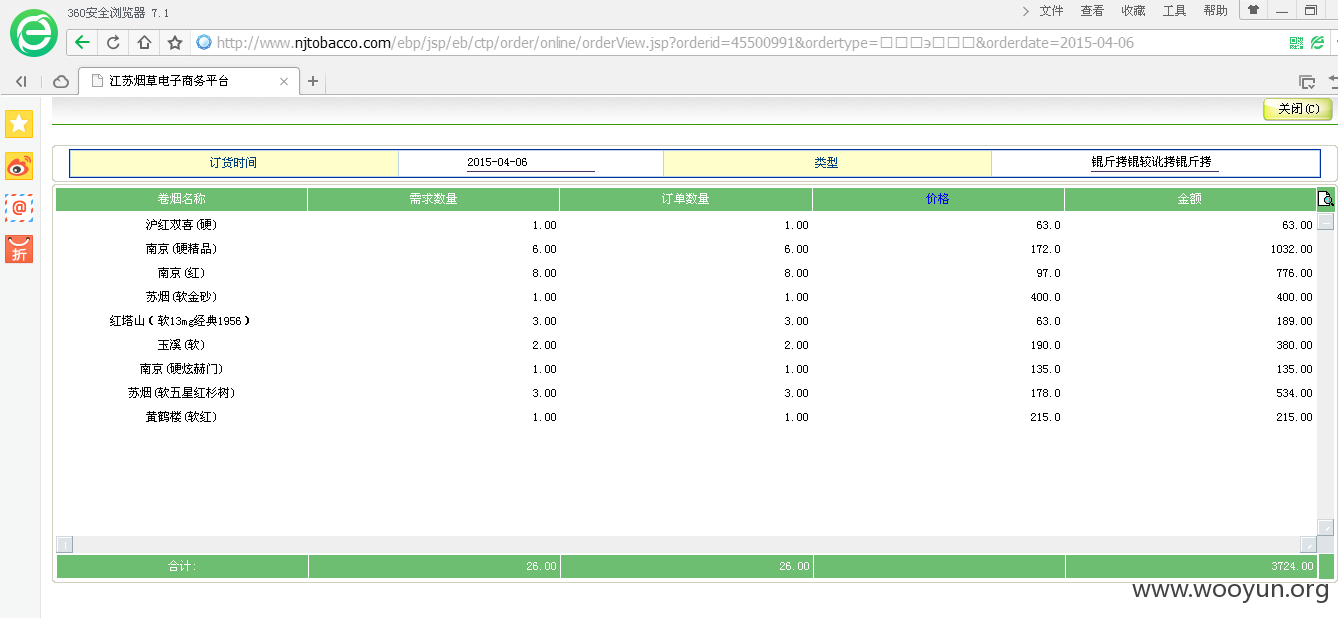 360安全浏览器 7.1
文件 查看 收藏 工具 帮助
http://www.njtobacco.com/ebp/jsp/eb/ctp/order/online/orderView.jsp?orderid=45500991&ordertype=□□□э□□□&orderdate=2015-04-06
江苏烟草电子商务平台
关闭(C)
订货时间 2015-04-06 类型 锟斤拷锟较讹拷锟斤拷
卷烟名称 需求数量 订单数量 价格 金额
沪红双喜(硬) 1.00 1.00 63.0 63.00
南京(硬精品) 6.00 6.00 172.0 1032.00
南京(红) 8.00 8.00 97.0 776.00
苏烟(软金砂) 1.00 1.00 400.0 400.00
红塔山(软13mg经典1956) 3.00 3.00 63.0 189.00
玉溪(软) 2.00 2.00 190.0 380.00
南京(硬炫赫门) 1.00 1.00 135.0 135.00
苏烟(软五星红杉树) 3.00 3.00 178.0 534.00
黄鹤楼(软红) 1.00 1.00 215.0 215.00
合计: 26.00 26.00 3724.00
@
折
www.wooyun.org